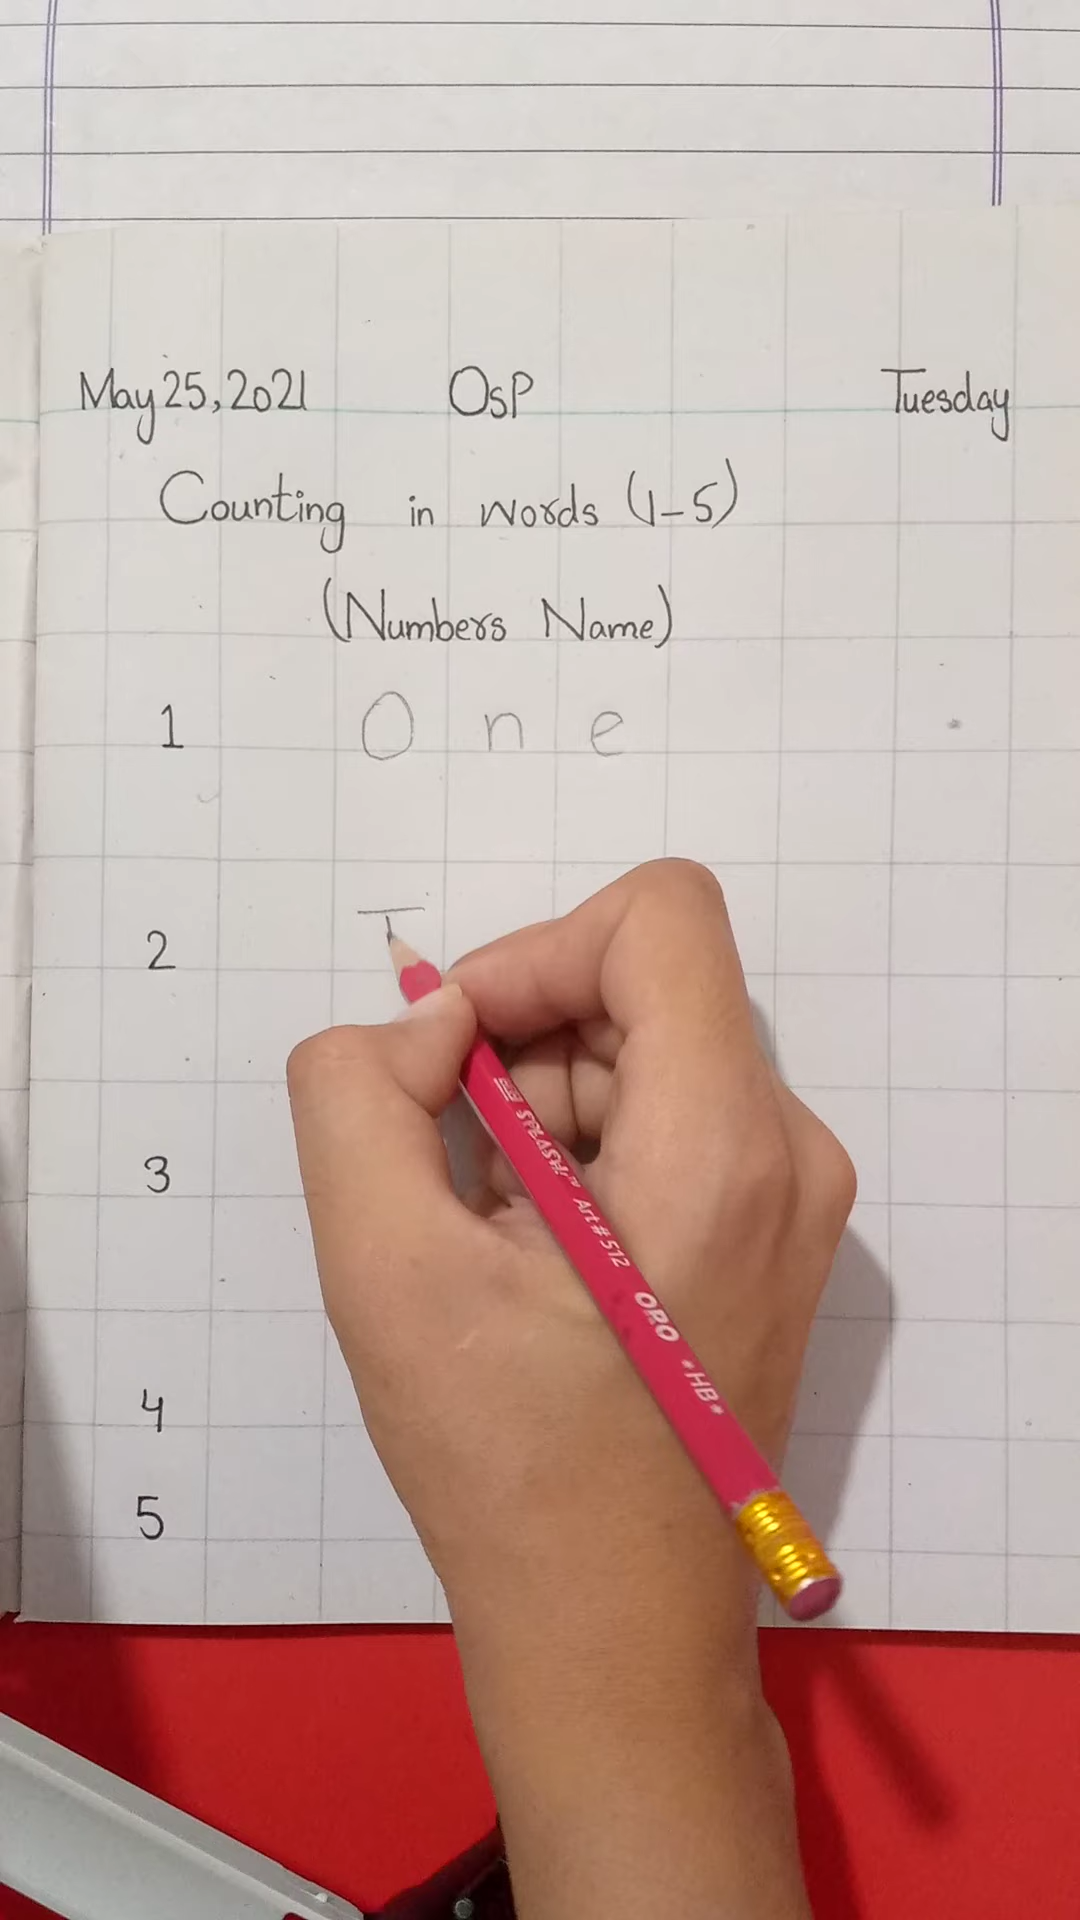 May 25, 2021 OsP Tuesday
Counting in words (1-5)
(Numbers Name)
1 One
2 T
3
4
5
SPLASH! TM Art # 512 ORO *HB*